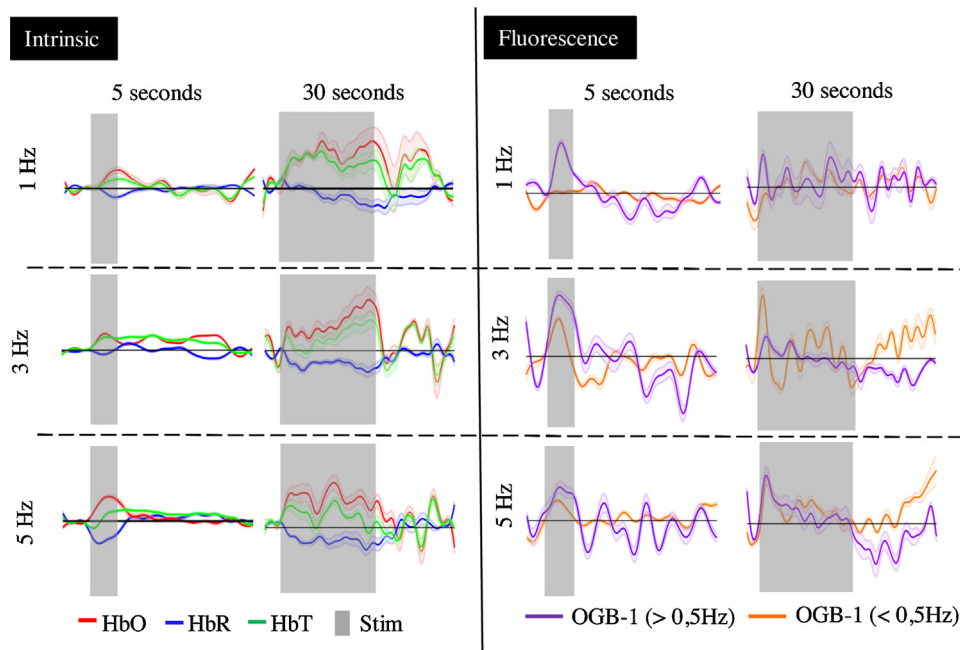 Intrinsic
Fluorescence
5 seconds
30 seconds
5 seconds
30 seconds
1 Hz
1 Hz
3 Hz
3 Hz
5 Hz
5 Hz
HbO HbR HbT Stim
OGB-1 (> 0,5Hz) OGB-1 (< 0,5Hz)